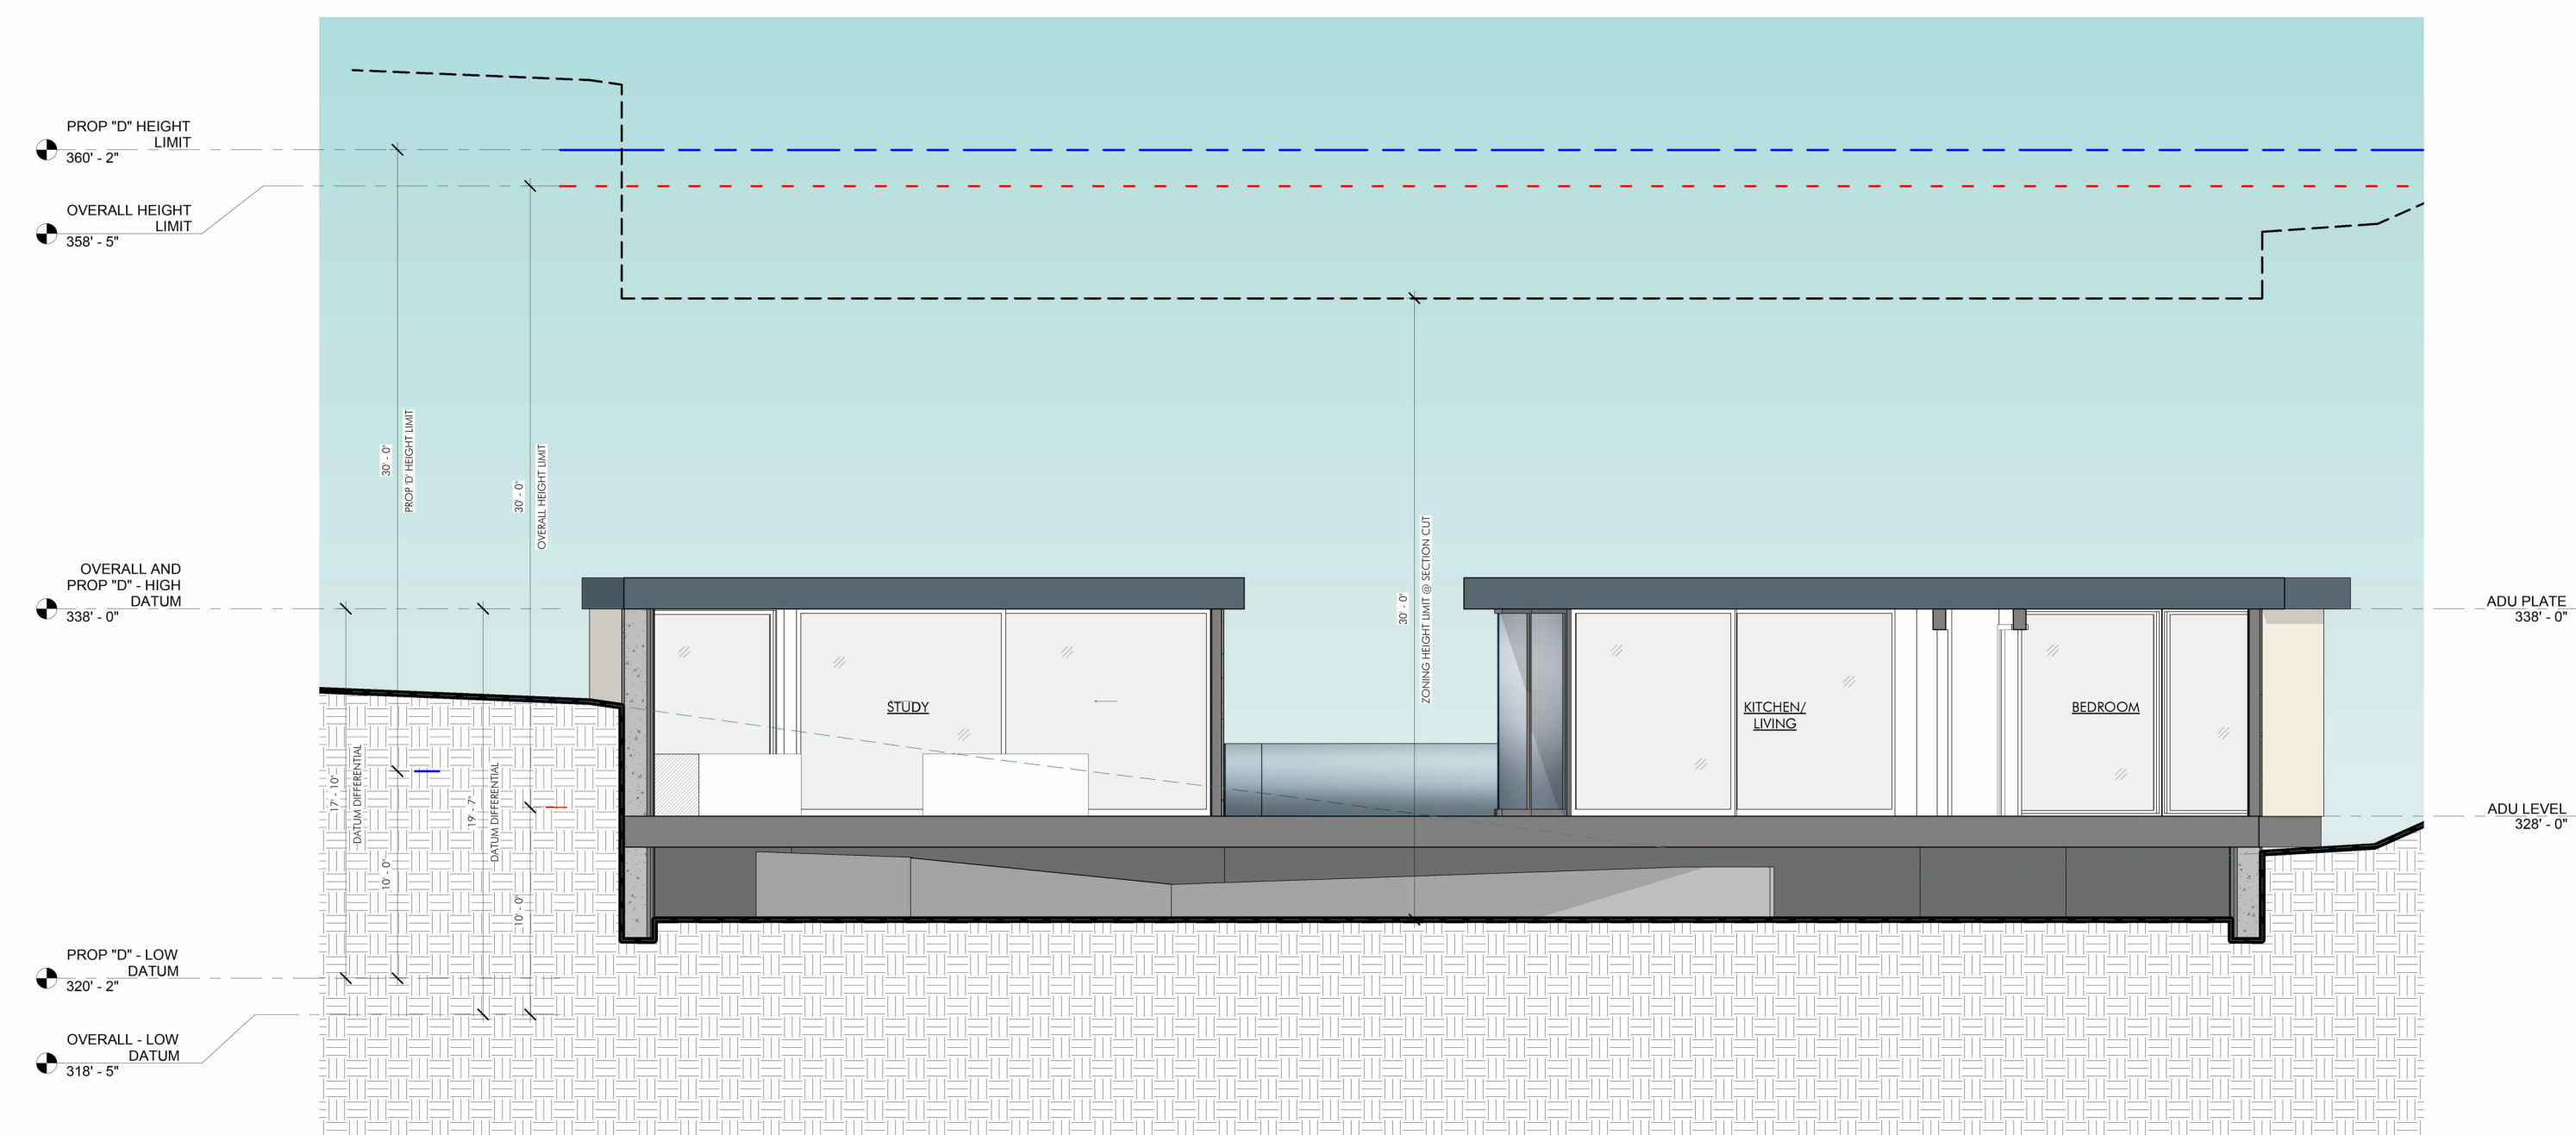 PROP "D" HEIGHT
LIMIT
360' - 2"
OVERALL HEIGHT
LIMIT
358' - 5"
OVERALL AND
PROP "D" - HIGH
DATUM
338' - 0"
PROP "D" - LOW
DATUM
320' - 2"
OVERALL - LOW
DATUM
318' - 5"
30' - 0"
PROP 'D' HEIGHT LIMIT
30' - 0"
OVERALL HEIGHT LIMIT
17' - 10"
DATUM DIFFERENTIAL
10' - 0"
19' - 7"
DATUM DIFFERENTIAL
10' - 0"
STUDY
30' - 0"
ZONING HEIGHT LIMIT @ SECTION CUT
KITCHEN/
LIVING
BEDROOM
ADU PLATE
338' - 0"
ADU LEVEL
328' - 0"